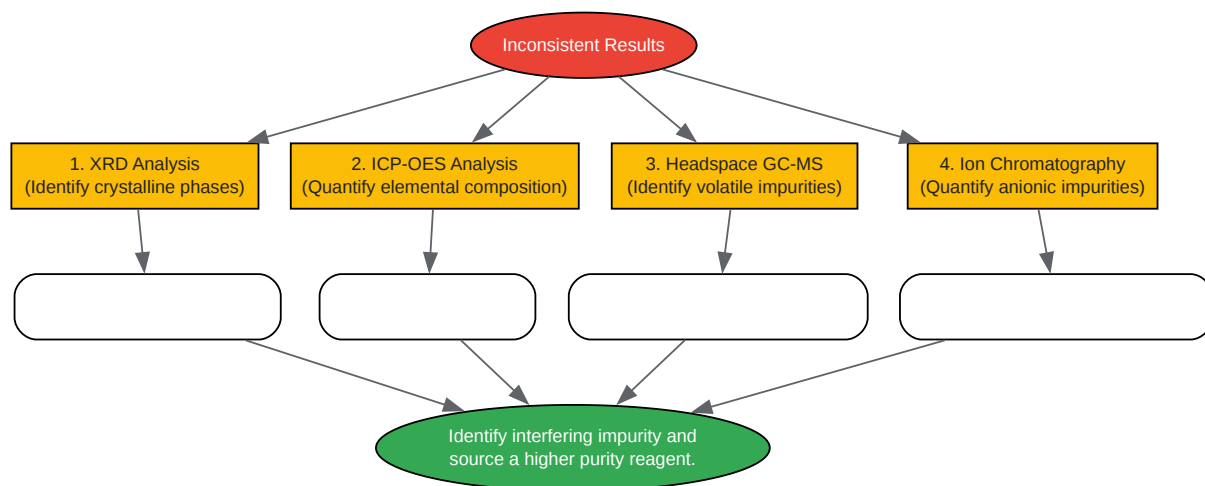 Inconsistent Results
1. XRD Analysis
(Identify crystalline phases)
2. ICP-OES Analysis
(Quantify elemental composition)
3. Headspace GC-MS
(Identify volatile impurities)
4. Ion Chromatography
(Quantify anionic impurities)
Identify interfering impurity and
source a higher purity reagent.